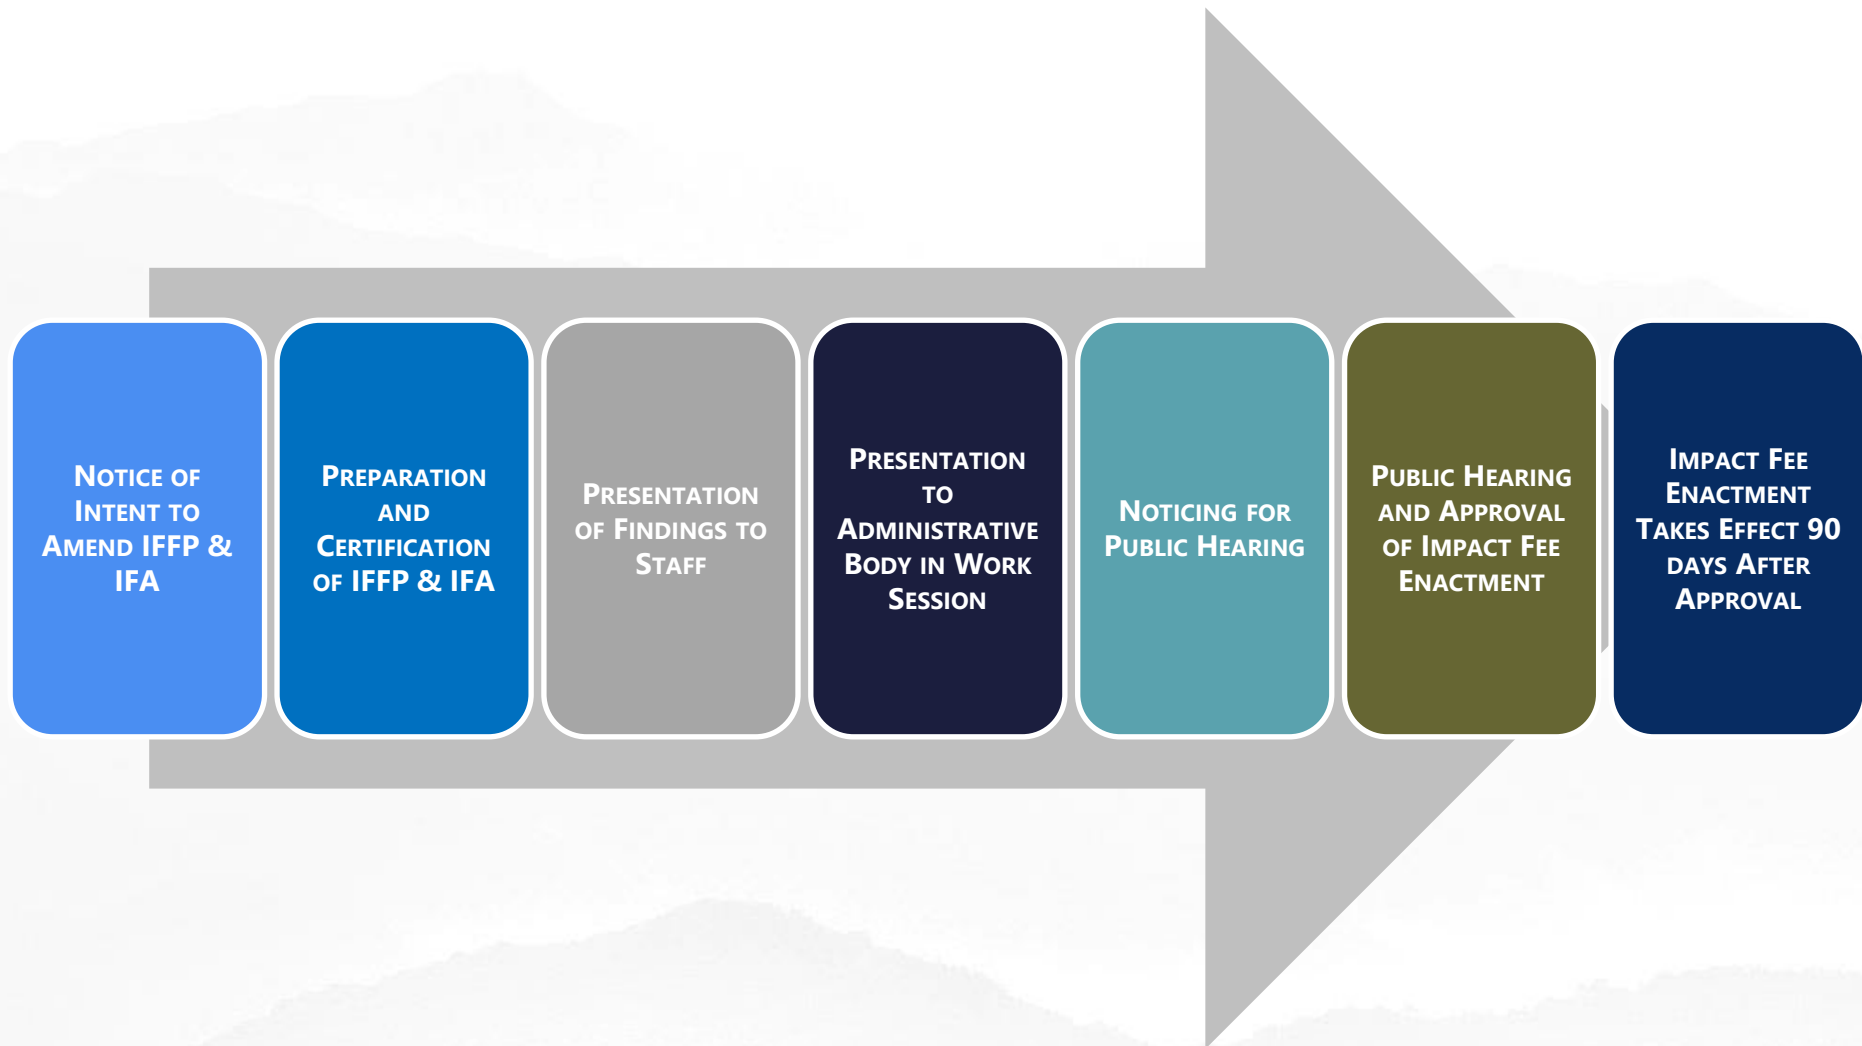 Notice of
Intent to
Amend IFFP &
IFA
Preparation
and
Certification
of IFFP & IFA
Presentation
of Findings to
Staff
Presentation
to
Administrative
Body in Work
Session
Noticing for
Public Hearing
Public Hearing
and Approval
of Impact Fee
Enactment
Impact Fee
Enactment
Takes Effect 90
days After
Approval